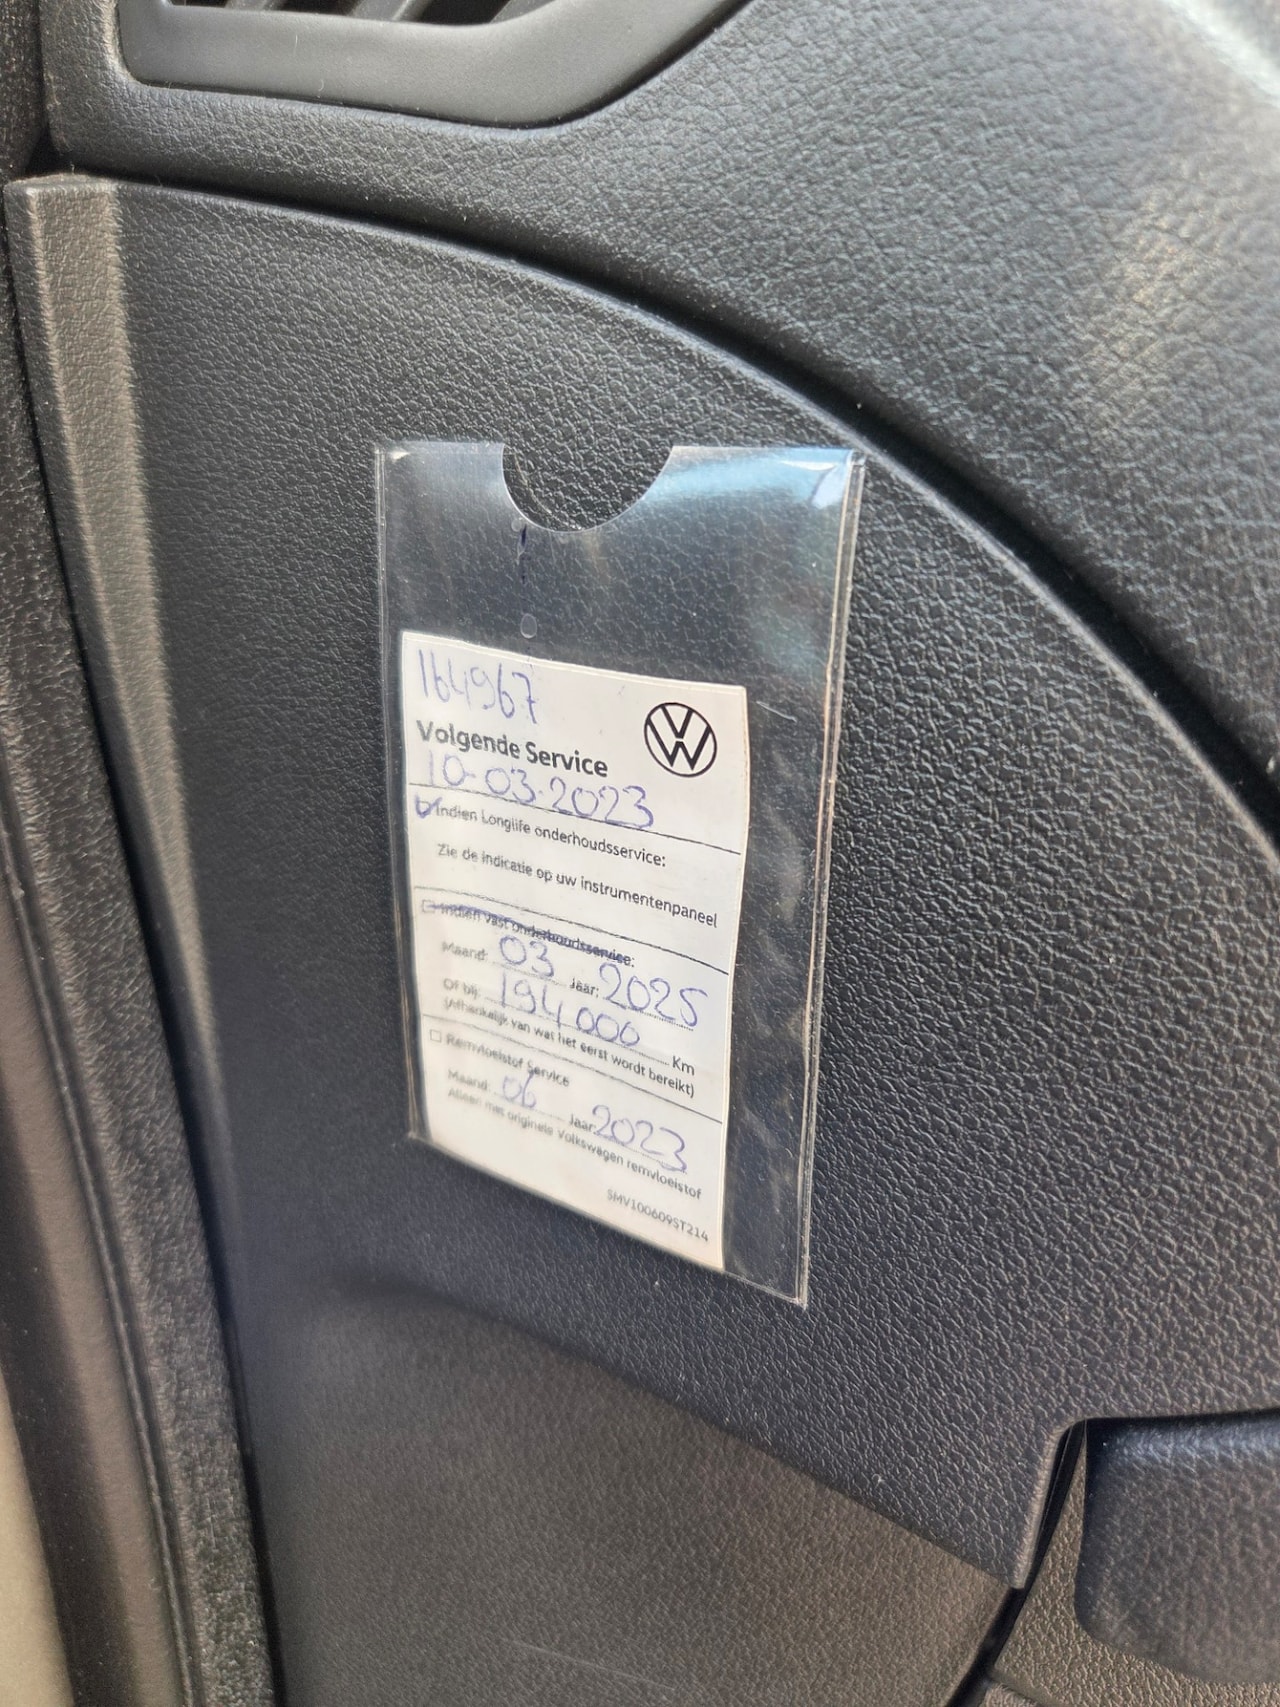 164967
Volgende Service
10-03-2023
Indien Longlife onderhoudsservice:
Zie de indicatie op uw instrumentenpaneel
Indien vast onderhoudsservice:
Maand: 03 Jaar: 2025
Of bij: 194000 Km
(Afhankelijk van wat het eerst wordt bereikt)
Remvloeistof Service
Maand: 06 Jaar: 2023
Alleen met originele Volkswagen remvloeistof
SMV100609ST214